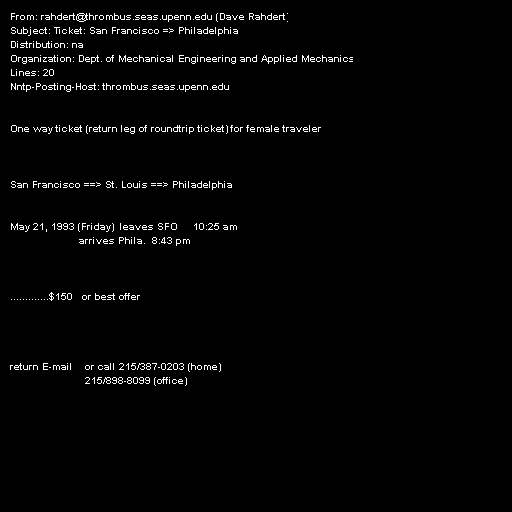 From: rahdert@thrombus.seas.upenn.edu (Dave Rahdert)
Subject: Ticket: San Francisco => Philadelphia
Distribution: na
Organization: Dept. of Mechanical Engineering and Applied Mechanics
Lines: 20
Nntp-Posting-Host: thrombus.seas.upenn.edu
One way ticket (return leg of roundtrip ticket) for female traveler
San Francisco ==> St. Louis ==> Philadelphia
May 21, 1993 (Friday) leaves SFO 10:25 am
arrives Phila. 8:43 pm
.............$150 or best offer
return E-mail or call 215/387-0203 (home)
215/898-8099 (office)